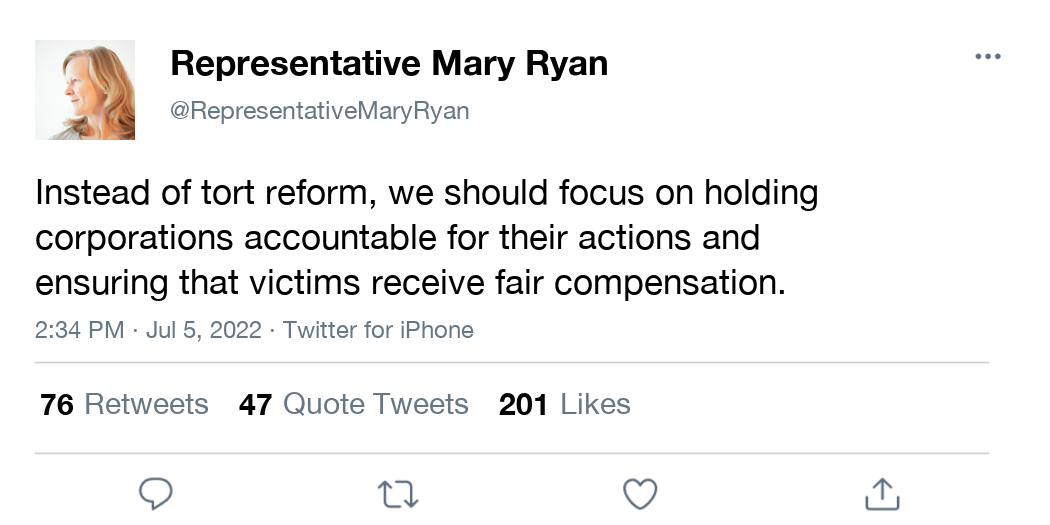 Representative Mary Ryan
@RepresentativeMaryRyan
Instead of tort reform, we should focus on holding
corporations accountable for their actions and
ensuring that victims receive fair compensation.
2:34 PM · Jul 5, 2022 · Twitter for iPhone
76 Retweets 47 Quote Tweets 201 Likes